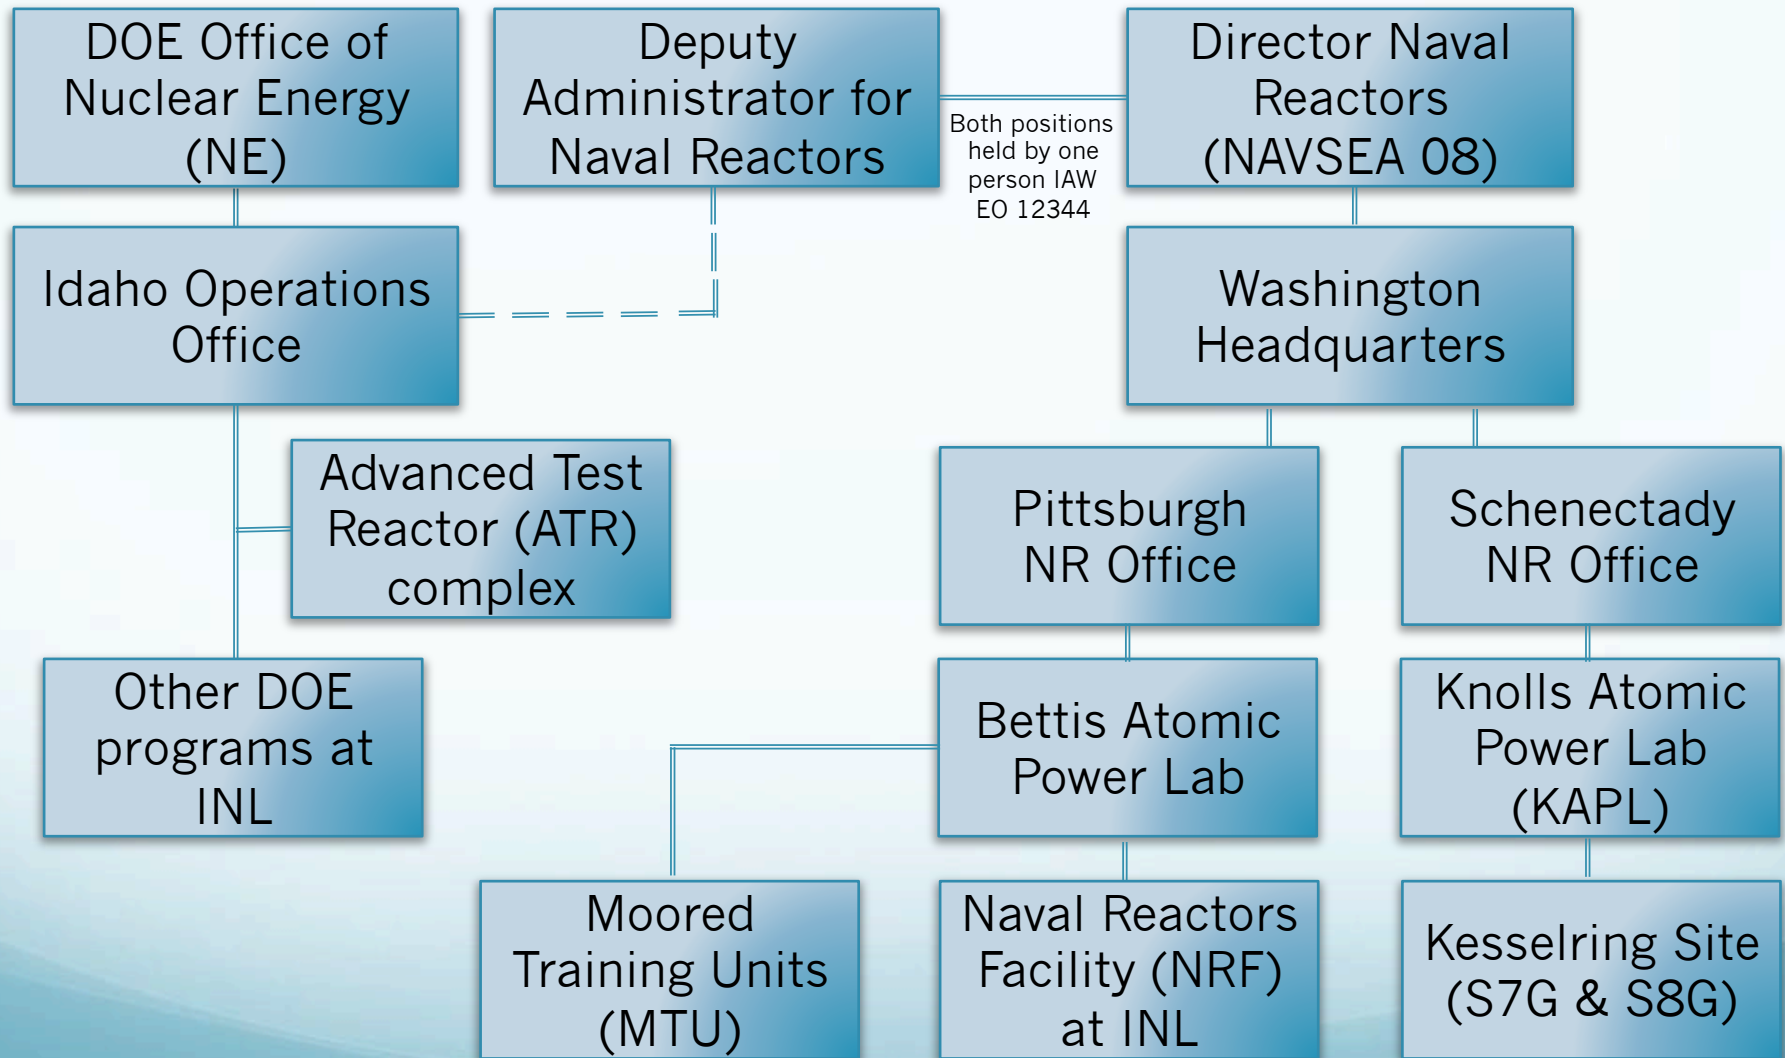 DOE Office of
Nuclear Energy
(NE)
Deputy
Administrator for
Naval Reactors
Both positions
held by one
person IAW
EO 12344
Director Naval
Reactors
(NAVSEA 08)
Idaho Operations
Office
Washington
Headquarters
Advanced Test
Reactor (ATR)
complex
Pittsburgh
NR Office
Schenectady
NR Office
Other DOE
programs at
INL
Bettis Atomic
Power Lab
Knolls Atomic
Power Lab
(KAPL)
Moored
Training Units
(MTU)
Naval Reactors
Facility (NRF)
at INL
Kesselring Site
(S7G & S8G)